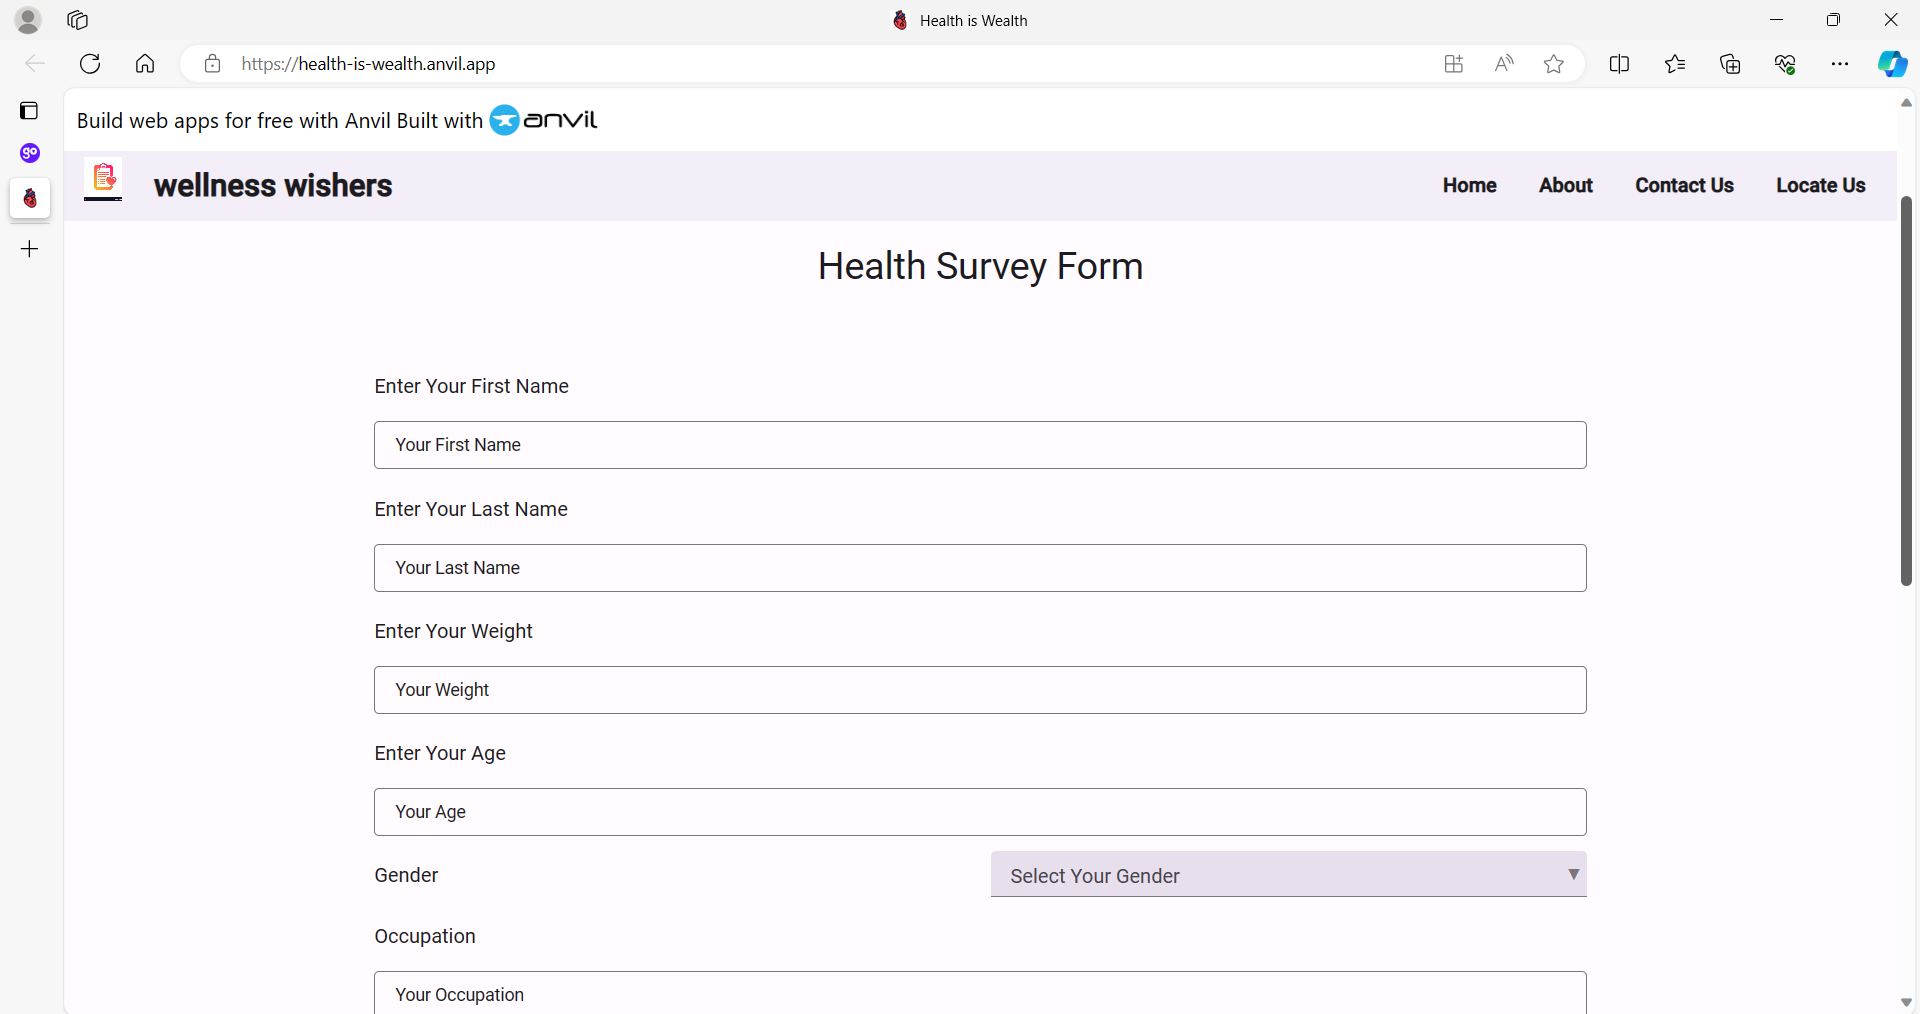 Health is Wealth
https://health-is-wealth.anvil.app
go
Build web apps for free with Anvil Built with anvil
wellness wishers
Home About Contact Us Locate Us
Health Survey Form
Enter Your First Name
Your First Name
Enter Your Last Name
Your Last Name
Enter Your Weight
Your Weight
Enter Your Age
Your Age
Gender Select Your Gender
Occupation
Your Occupation